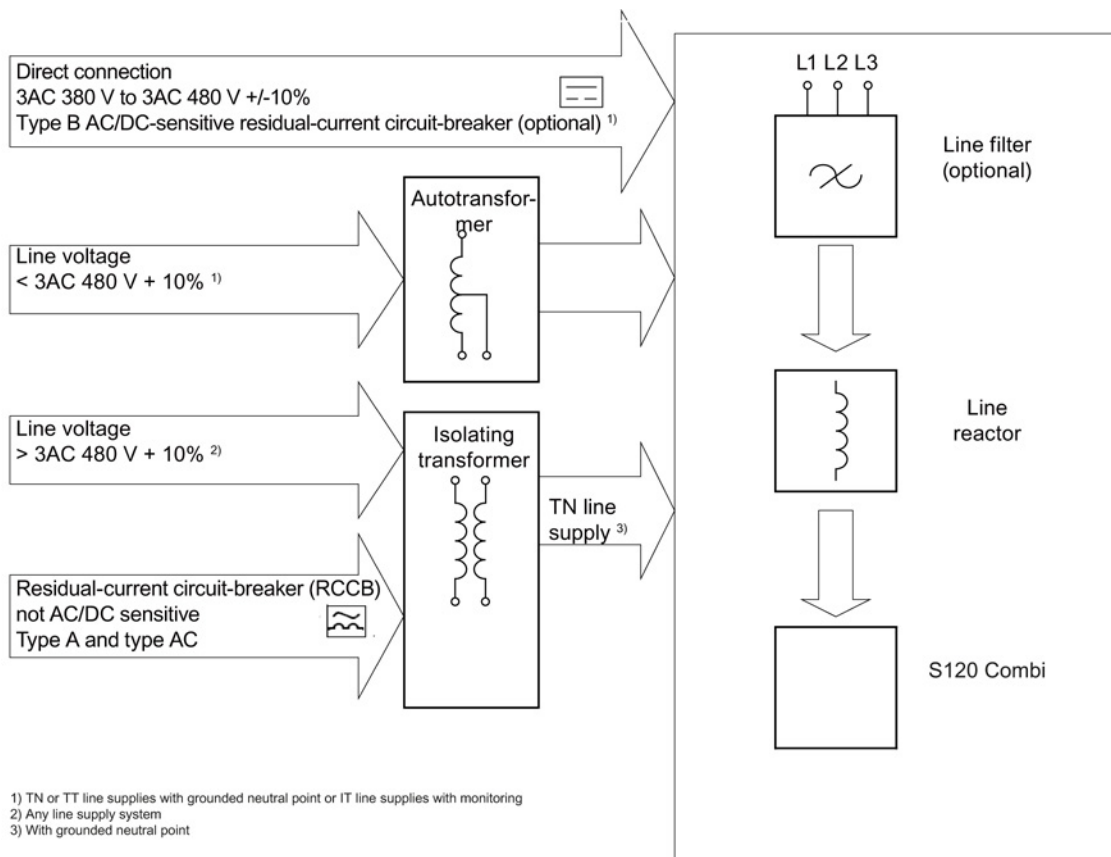 Direct connection
3AC 380 V to 3AC 480 V +/-10%
Type B AC/DC-sensitive residual-current circuit-breaker (optional) 1)
L1 L2 L3
Line filter
(optional)
Autotransfor-
mer
Line voltage
< 3AC 480 V + 10% 1)
Line voltage
> 3AC 480 V + 10% 2)
Isolating
transformer
Line
reactor
TN line
supply 3)
Residual-current circuit-breaker (RCCB)
not AC/DC sensitive
Type A and type AC
S120 Combi
1) TN or TT line supplies with grounded neutral point or IT line supplies with monitoring
2) Any line supply system
3) With grounded neutral point